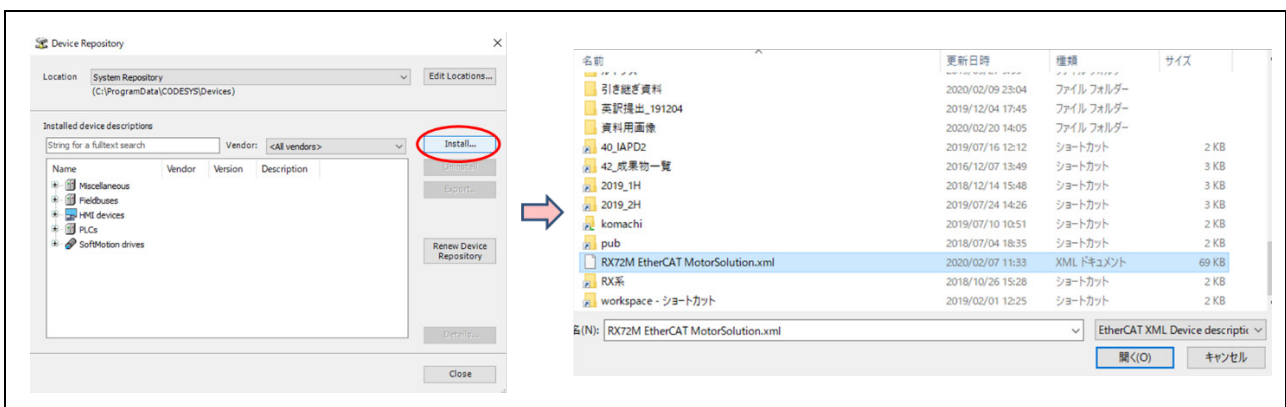 Device Repository
Location System Repository Edit Locations...
(C:\ProgramData\CODESYS\Devices)
Installed device descriptions
String for a fulltext search Vendor: <All vendors> Install...
Name Vendor Version Description Uninstall
Miscellaneous
Fieldbuses Export...
HMI devices
PLCs
SoftMotion drives
Renew Device
Repository
Details...
Close
名前 更新日時 種類 サイズ
引き継ぎ資料 2020/02/09 23:04 ファイル フォルダー
英訳提出_191204 2019/12/04 17:45 ファイル フォルダー
資料用画像 2020/02/20 14:05 ファイル フォルダー
40_IAPD2 2019/07/16 12:12 ショートカット 2 KB
42_成果物一覧 2016/12/07 13:49 ショートカット 3 KB
2019_1H 2018/12/14 15:48 ショートカット 3 KB
2019_2H 2019/07/24 14:26 ショートカット 3 KB
komachi 2019/07/10 10:51 ショートカット 2 KB
pub 2018/07/04 18:35 ショートカット 2 KB
RX72M EtherCAT MotorSolution.xml 2020/02/07 11:33 XML ドキュメント 69 KB
RX系 2018/10/26 15:28 ショートカット 2 KB
workspace - ショートカット 2019/02/01 12:25 ショートカット 2 KB
(N): RX72M EtherCAT MotorSolution.xml EtherCAT XML Device descriptic
開く(O) キャンセル